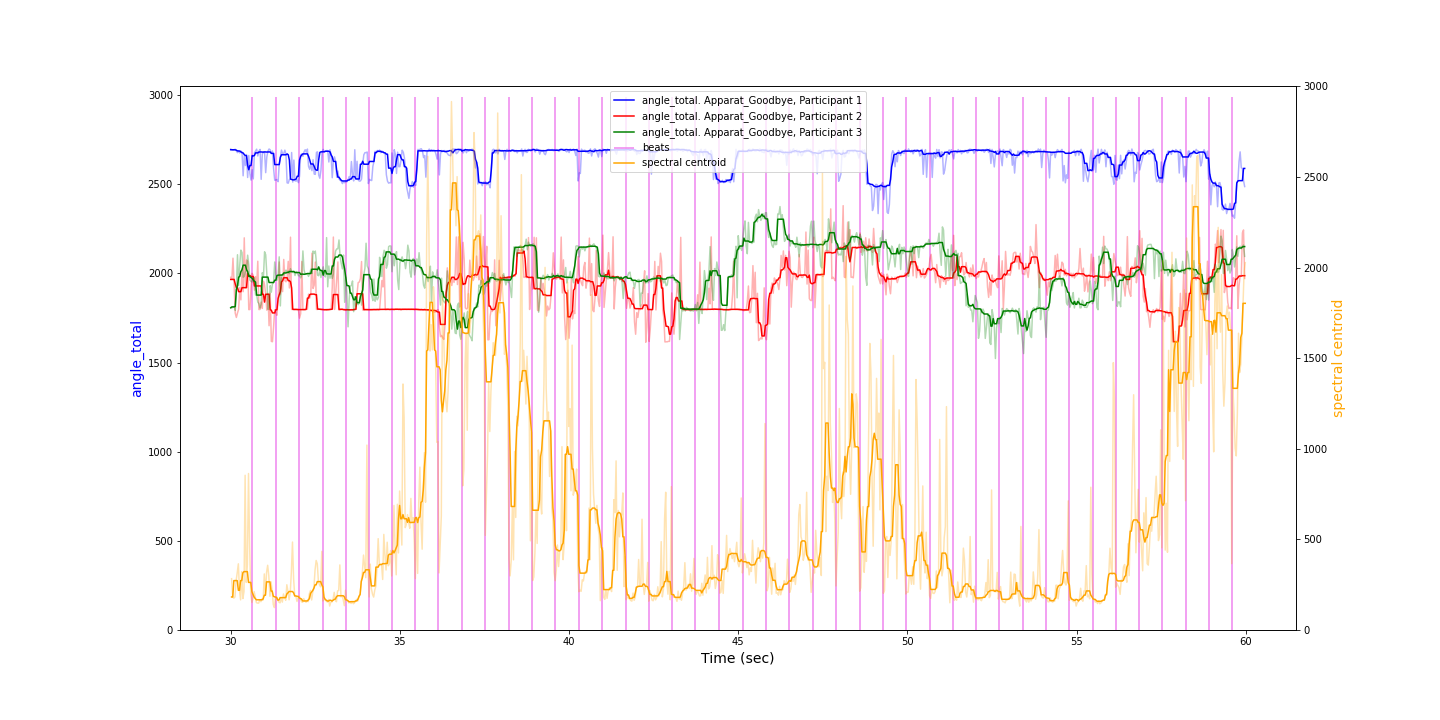 angle_total. Apparat_Goodbye, Participant 1
angle_total. Apparat_Goodbye, Participant 2
angle_total. Apparat_Goodbye, Participant 3
beats
spectral centroid
3000
2500
2000
1500
1000
500
0
angle_total
3000
2500
2000
1500
1000
500
0
spectral centroid
30 35 40 45 50 55 60
Time (sec)